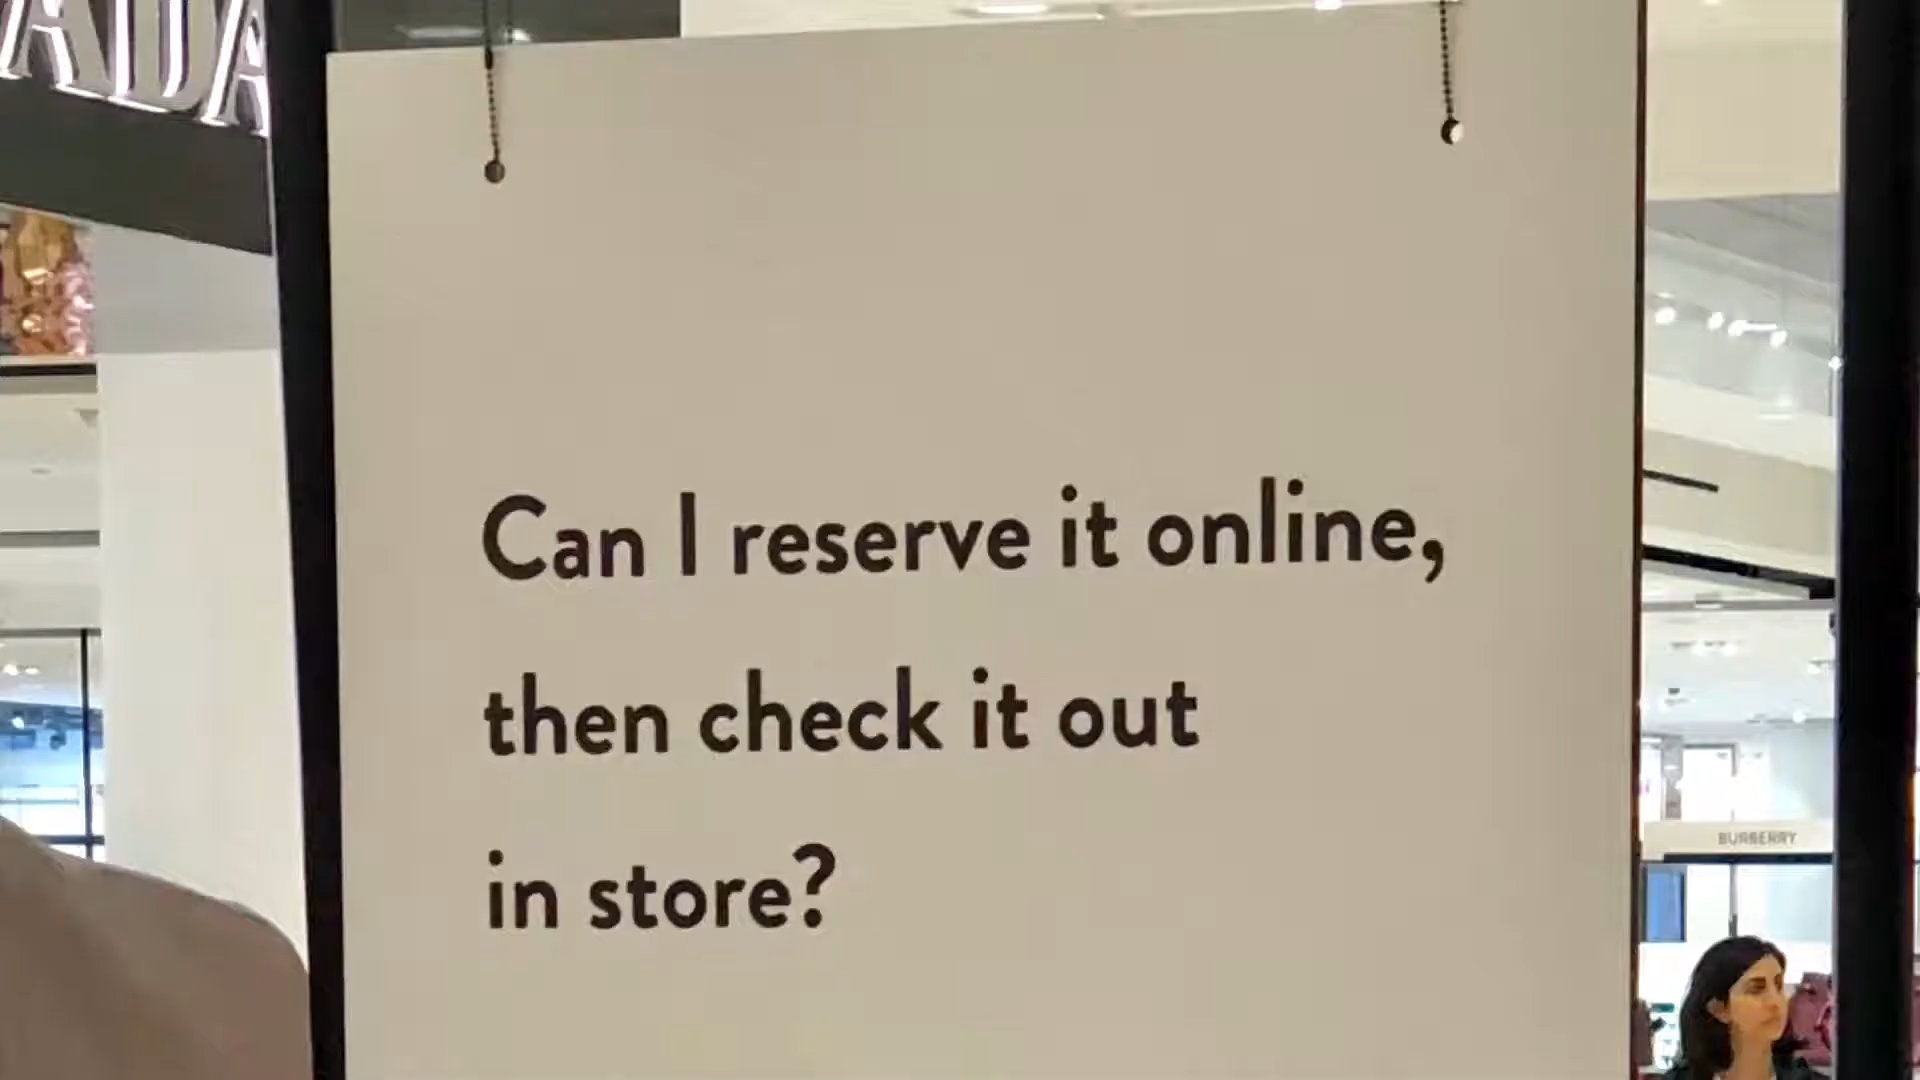 ADA
Can I reserve it online,
then check it out
in store?
BURBERRY